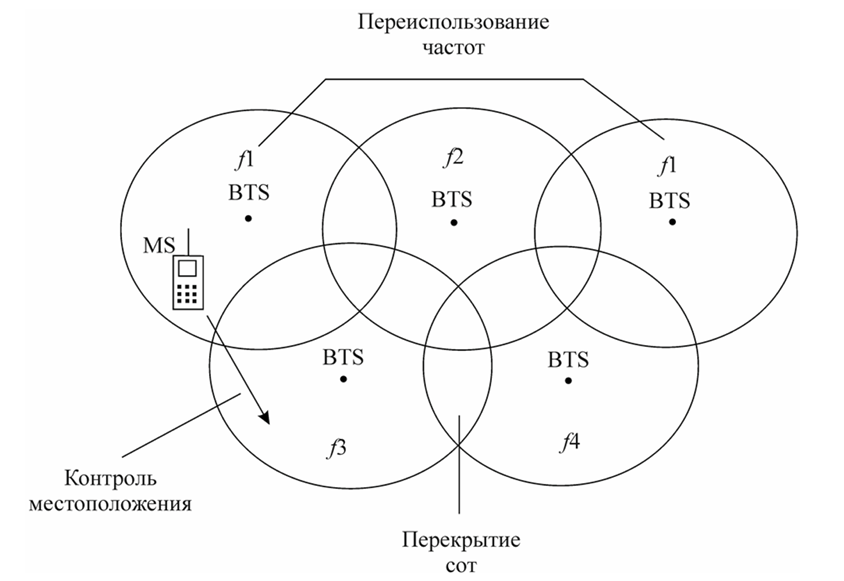 Переиспользование
частот
f1
BTS
f2
BTS
f1
BTS
MS
BTS
f3
BTS
f4
Контроль
местоположения
Перекрытие
сот